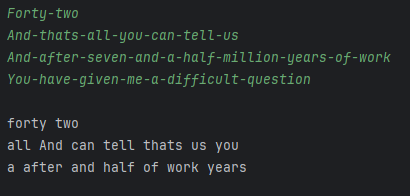 Forty-two
And-thats-all-you-can-tell-us
And-after-seven-and-a-half-million-years-of-work
You-have-given-me-a-difficult-question
forty two
all And can tell thats us you
a after and half of work years